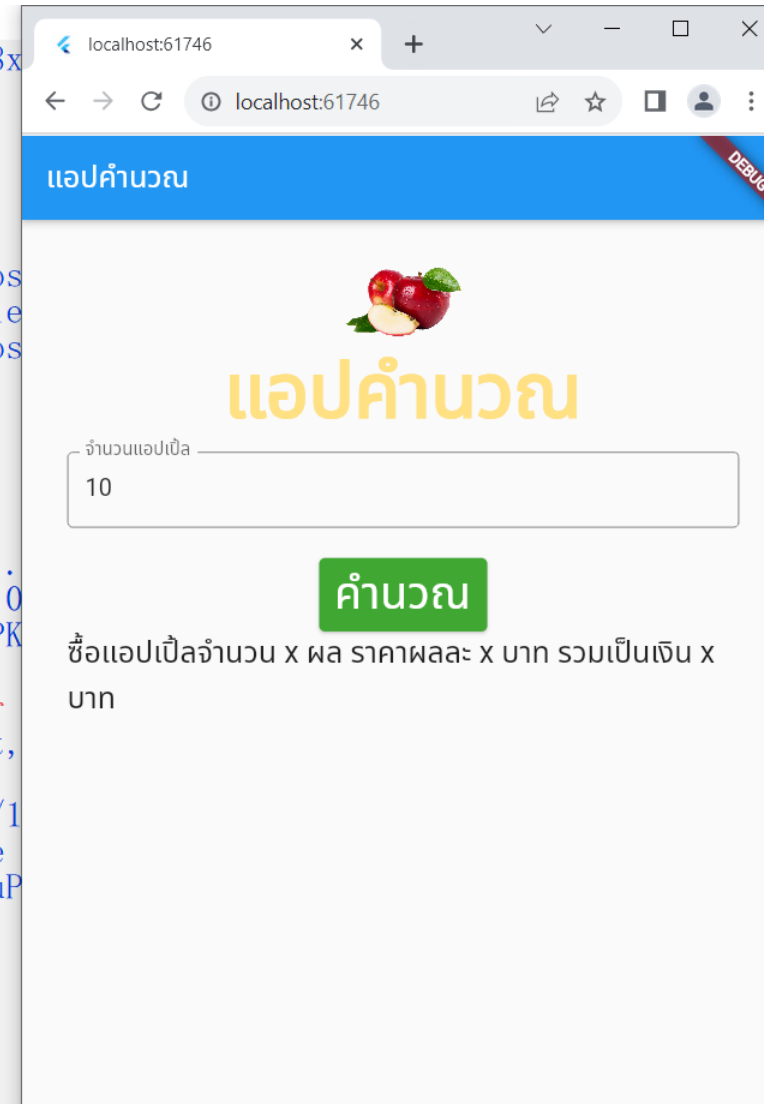 localhost:61746
localhost:61746
แอปคำนวณ
DEBUG
แอปคำนวณ
จำนวนแอปเปิ้ล
10
คำนวณ
ซื้อแอปเปิ้ลจำนวน x ผล ราคาผลละ x บาท รวมเป็นเงิน x
บาท